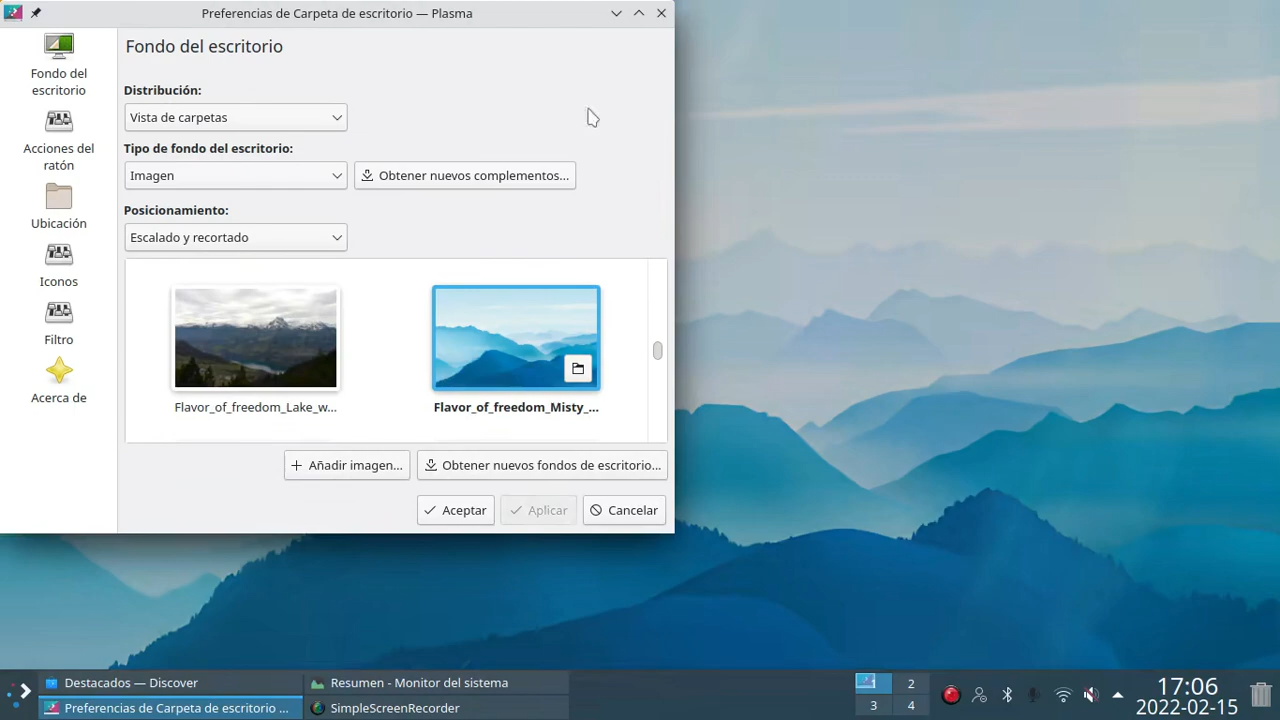 Preferencias de Carpeta de escritorio — Plasma
Fondo del escritorio
Fondo del
escritorio
Acciones del
ratón
Ubicación
Iconos
Filtro
Acerca de
Distribución:
Vista de carpetas
Tipo de fondo del escritorio:
Imagen
Obtener nuevos complementos...
Posicionamiento:
Escalado y recortado
Flavor_of_freedom_Lake_w...
Flavor_of_freedom_Misty_...
Añadir imagen...
Obtener nuevos fondos de escritorio...
Aceptar
Aplicar
Cancelar
Destacados — Discover
Resumen - Monitor del sistema
Preferencias de Carpeta de escritorio ...
SimpleScreenRecorder
1
2
3
4
17:06
2022-02-15